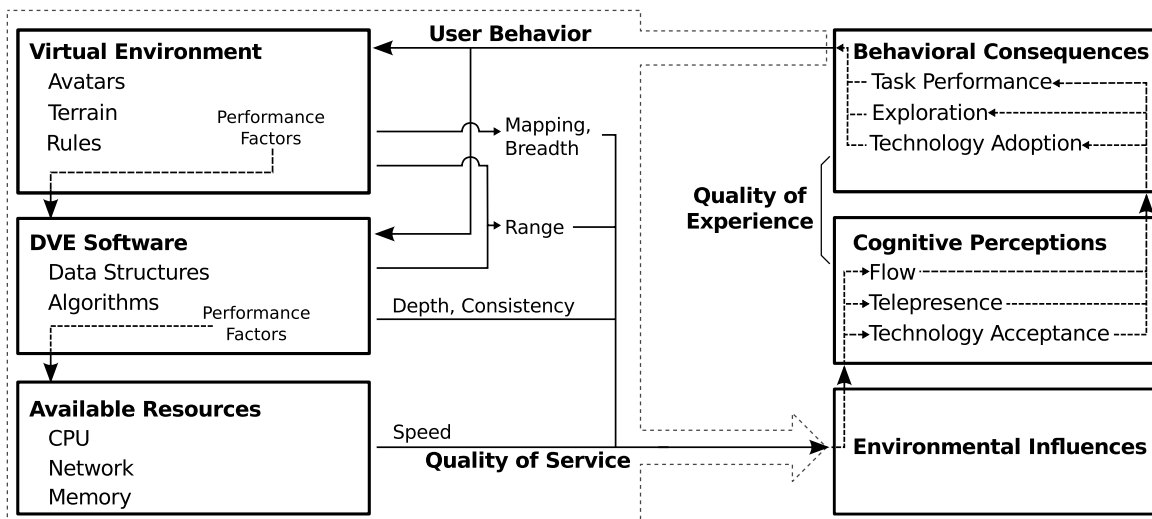 User Behavior
Virtual Environment
Avatars
Terrain
Rules
Performance
Factors
DVE Software
Data Structures
Algorithms
Performance
Factors
Available Resources
CPU
Network
Memory
Mapping,
Breadth
Range
Depth, Consistency
Speed
Quality of Service
Quality of
Experience
Behavioral Consequences
Task Performance
Exploration
Technology Adoption
Cognitive Perceptions
Flow
Telepresence
Technology Acceptance
Environmental Influences